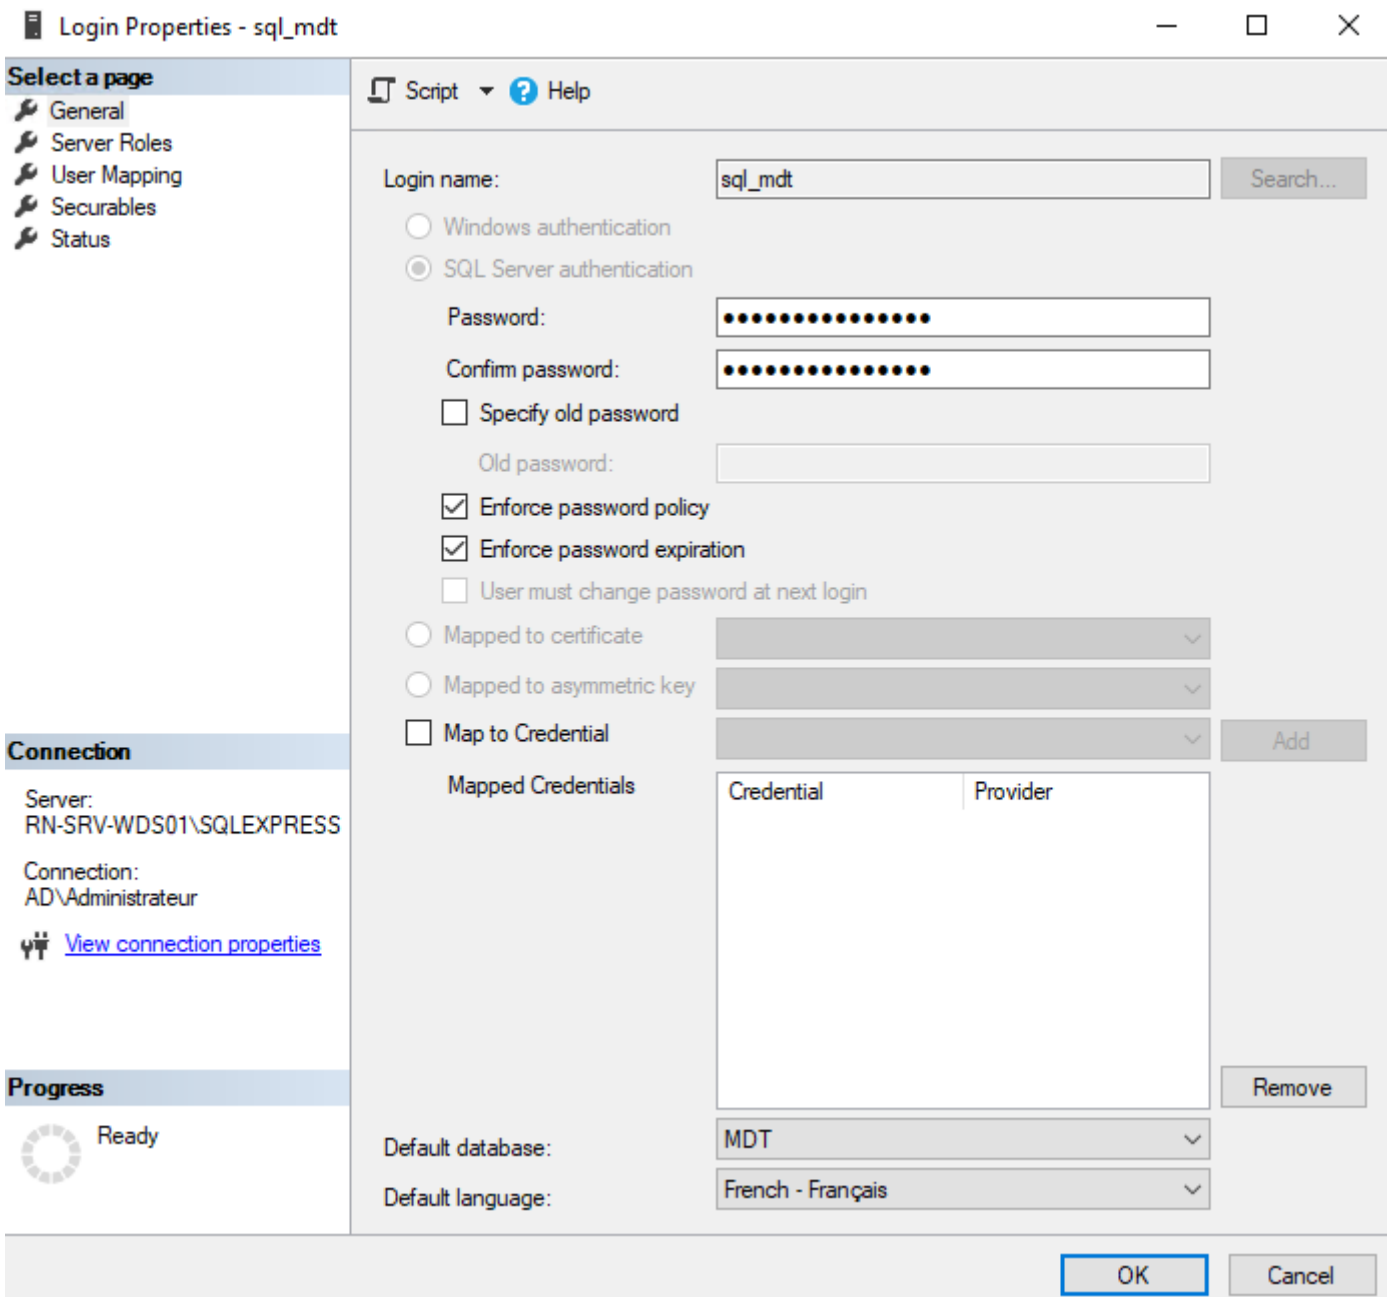 Login Properties - sql_mdt
Select a page
General
Server Roles
User Mapping
Securables
Status
Script
Help
Login name:
sql_mdt
Search...
Windows authentication
SQL Server authentication
Password:
●●●●●●●●●●●●●●●
Confirm password:
●●●●●●●●●●●●●●●
Specify old password
Old password:
Enforce password policy
Enforce password expiration
User must change password at next login
Mapped to certificate
Mapped to asymmetric key
Map to Credential
Add
Mapped Credentials
Credential
Provider
Remove
Default database:
MDT
Default language:
French - Français
Connection
Server:
RN-SRV-WDS01\SQLEXPRESS
Connection:
AD\Administrateur
View connection properties
Progress
Ready
OK
Cancel